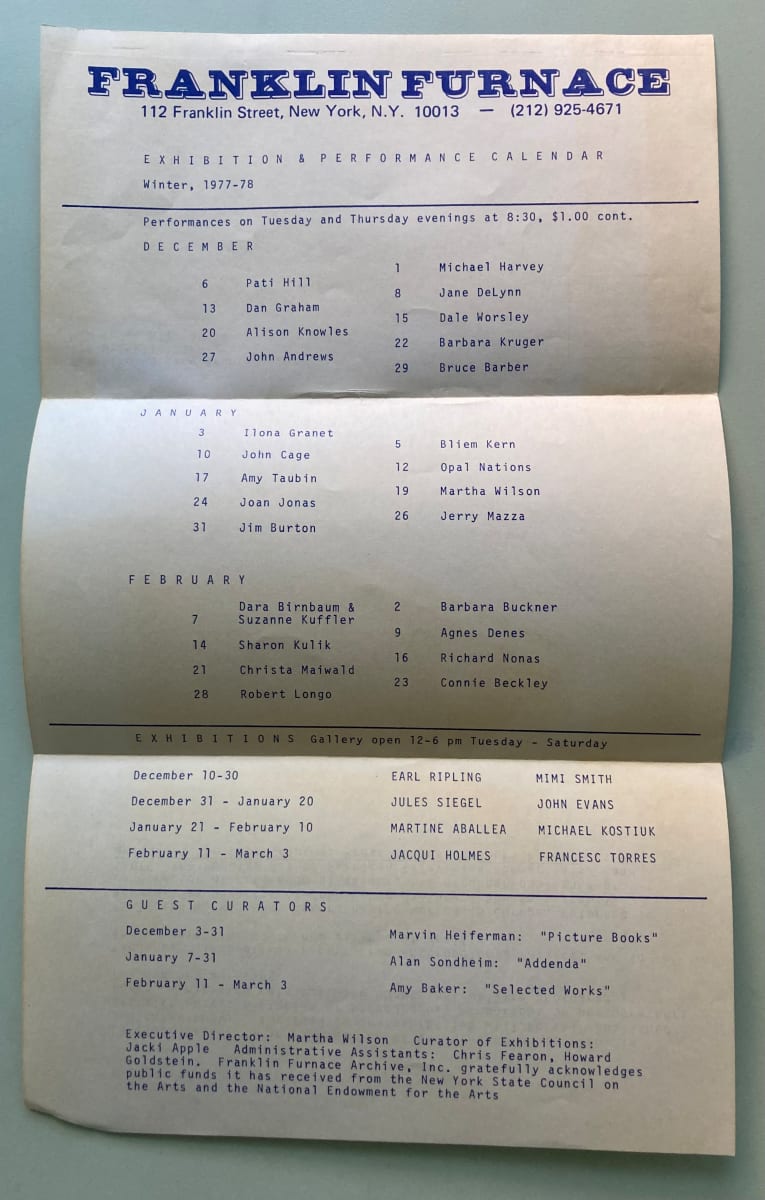 FRANKLIN FURNACE
112 Franklin Street, New York, N.Y. 10013 — (212) 925-4671
EXHIBITION & PERFORMANCE CALENDAR
Winter, 1977-78
Performances on Tuesday and Thursday evenings at 8:30, $1.00 cont.
DECEMBER
1 Michael Harvey
6 Pati Hill
8 Jane DeLynn
13 Dan Graham
15 Dale Worsley
20 Alison Knowles
22 Barbara Kruger
27 John Andrews
29 Bruce Barber
JANUARY
3 Ilona Granet
5 Bliem Kern
10 John Cage
12 Opal Nations
17 Amy Taubin
19 Martha Wilson
24 Joan Jonas
26 Jerry Mazza
31 Jim Burton
FEBRUARY
2 Barbara Buckner
Dara Birnbaum &
7 Suzanne Kuffler
9 Agnes Denes
14 Sharon Kulik
16 Richard Nonas
21 Christa Maiwald
23 Connie Beckley
28 Robert Longo
EXHIBITIONS Gallery open 12-6 pm Tuesday - Saturday
December 10-30 EARL RIPLING MIMI SMITH
December 31 - January 20 JULES SIEGEL JOHN EVANS
January 21 - February 10 MARTINE ABALLEA MICHAEL KOSTIUK
February 11 - March 3 JACQUI HOLMES FRANCESC TORRES
GUEST CURATORS
December 3-31 Marvin Heiferman: "Picture Books"
January 7-31 Alan Sondheim: "Addenda"
February 11 - March 3 Amy Baker: "Selected Works"
Executive Director: Martha Wilson Curator of Exhibitions:
Jacki Apple Administrative Assistants: Chris Fearon, Howard
Goldstein. Franklin Furnace Archive, Inc. gratefully acknowledges
public funds it has received from the New York State Council on
the Arts and the National Endowment for the Arts